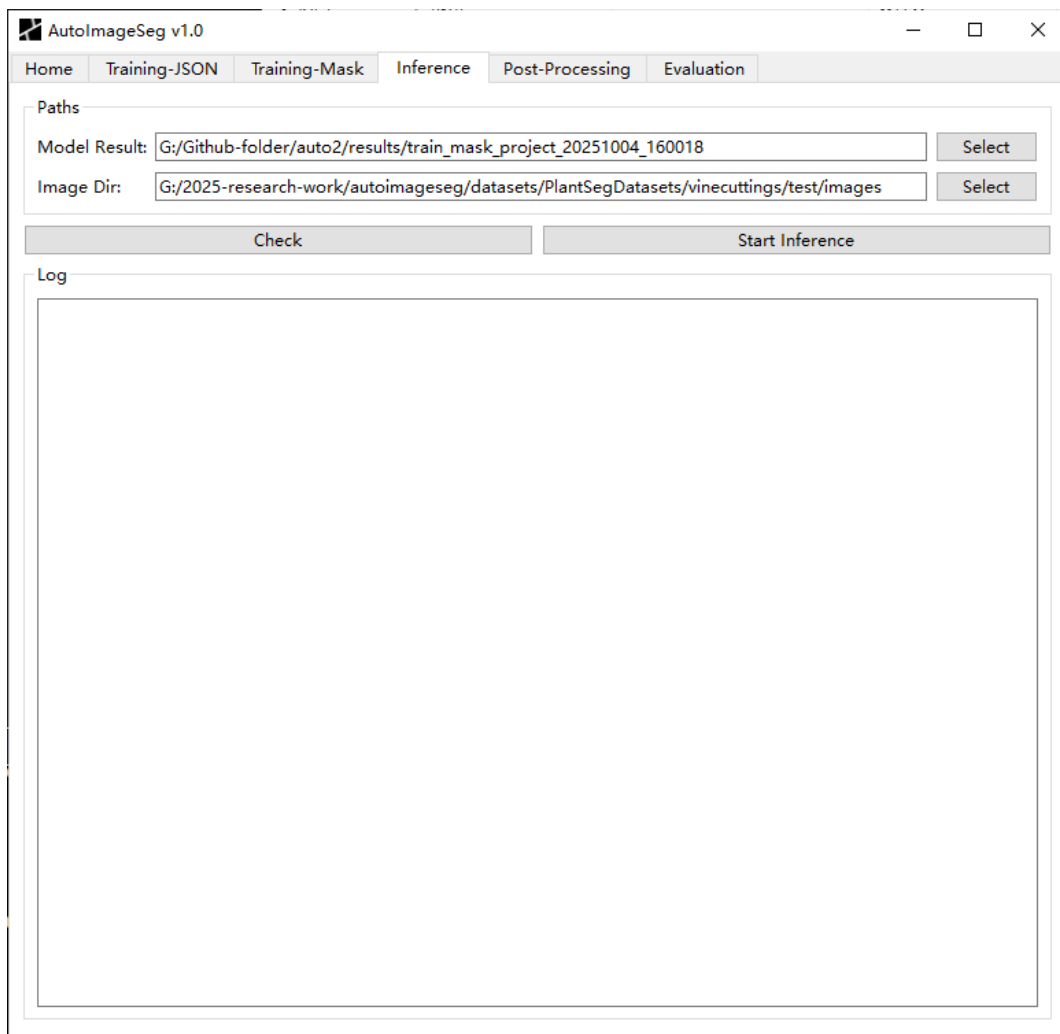 AutoImageSeg v1.0
Home Training-JSON Training-Mask Inference Post-Processing Evaluation
Paths
Model Result: G:/Github-folder/auto2/results/train_mask_project_20251004_160018 Select
Image Dir: G:/2025-research-work/autoimageseg/datasets/PlantSegDatasets/vinecuttings/test/images Select
Check Start Inference
Log